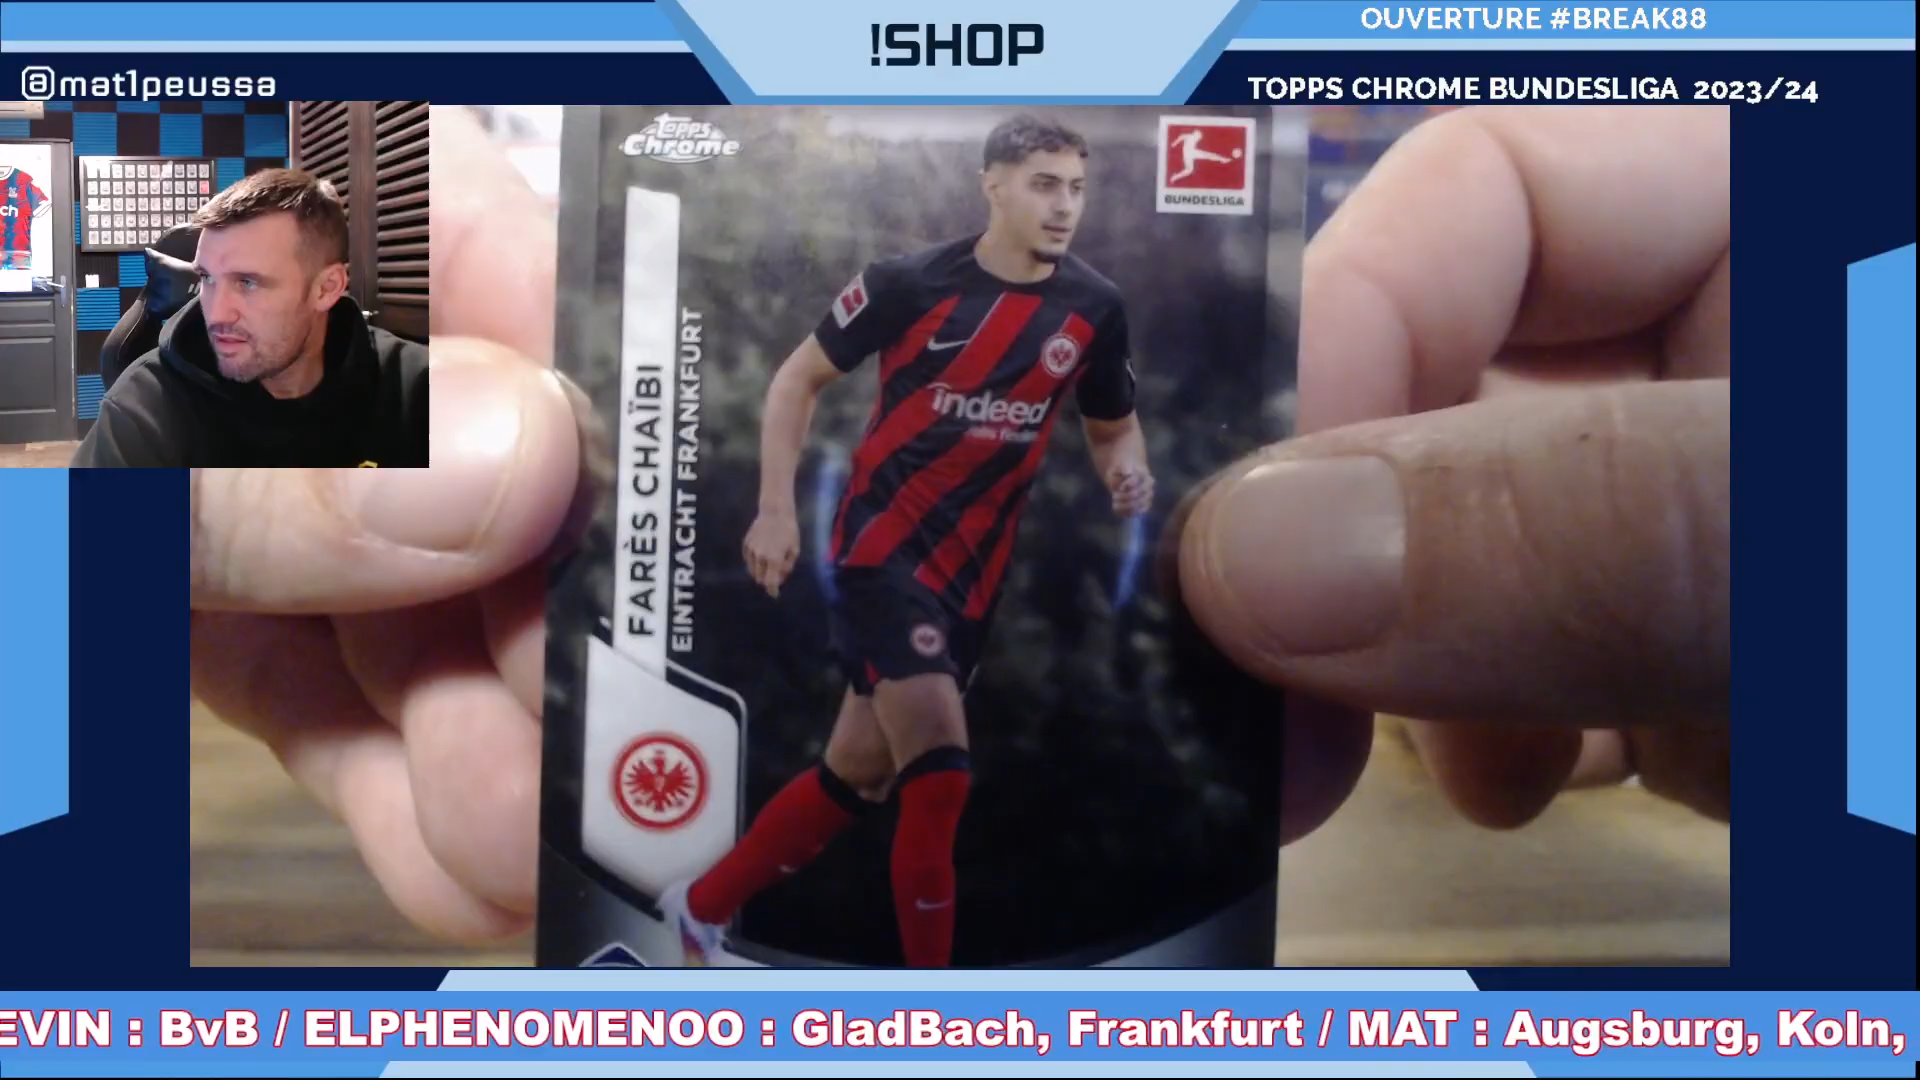 !SHOP
OUVERTURE #BREAK88
@mat1peussa
TOPPS CHROME BUNDESLIGA 2023/24
topps
Chrome
BUNDESLIGA
FARÈS CHAÏBI
EINTRACHT FRANKFURT
indeed
ch
EVIN : BvB / ELPHENOMENOO : GladBach, Frankfurt / MAT : Augsburg, Koln,